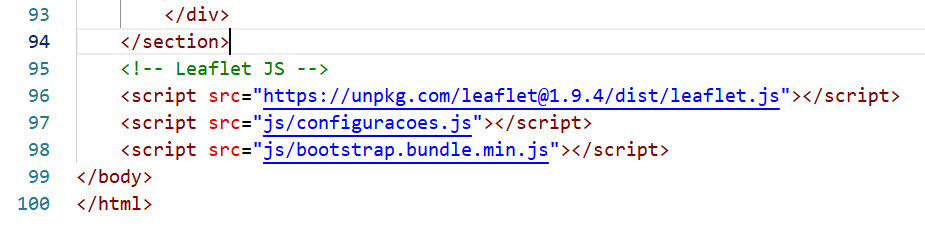 93 </div>
94 </section>
95 <!-- Leaflet JS -->
96 <script src="https://unpkg.com/leaflet@1.9.4/dist/leaflet.js"></script>
97 <script src="js/configuracoes.js"></script>
98 <script src="js/bootstrap.bundle.min.js"></script>
99 </body>
100 </html>